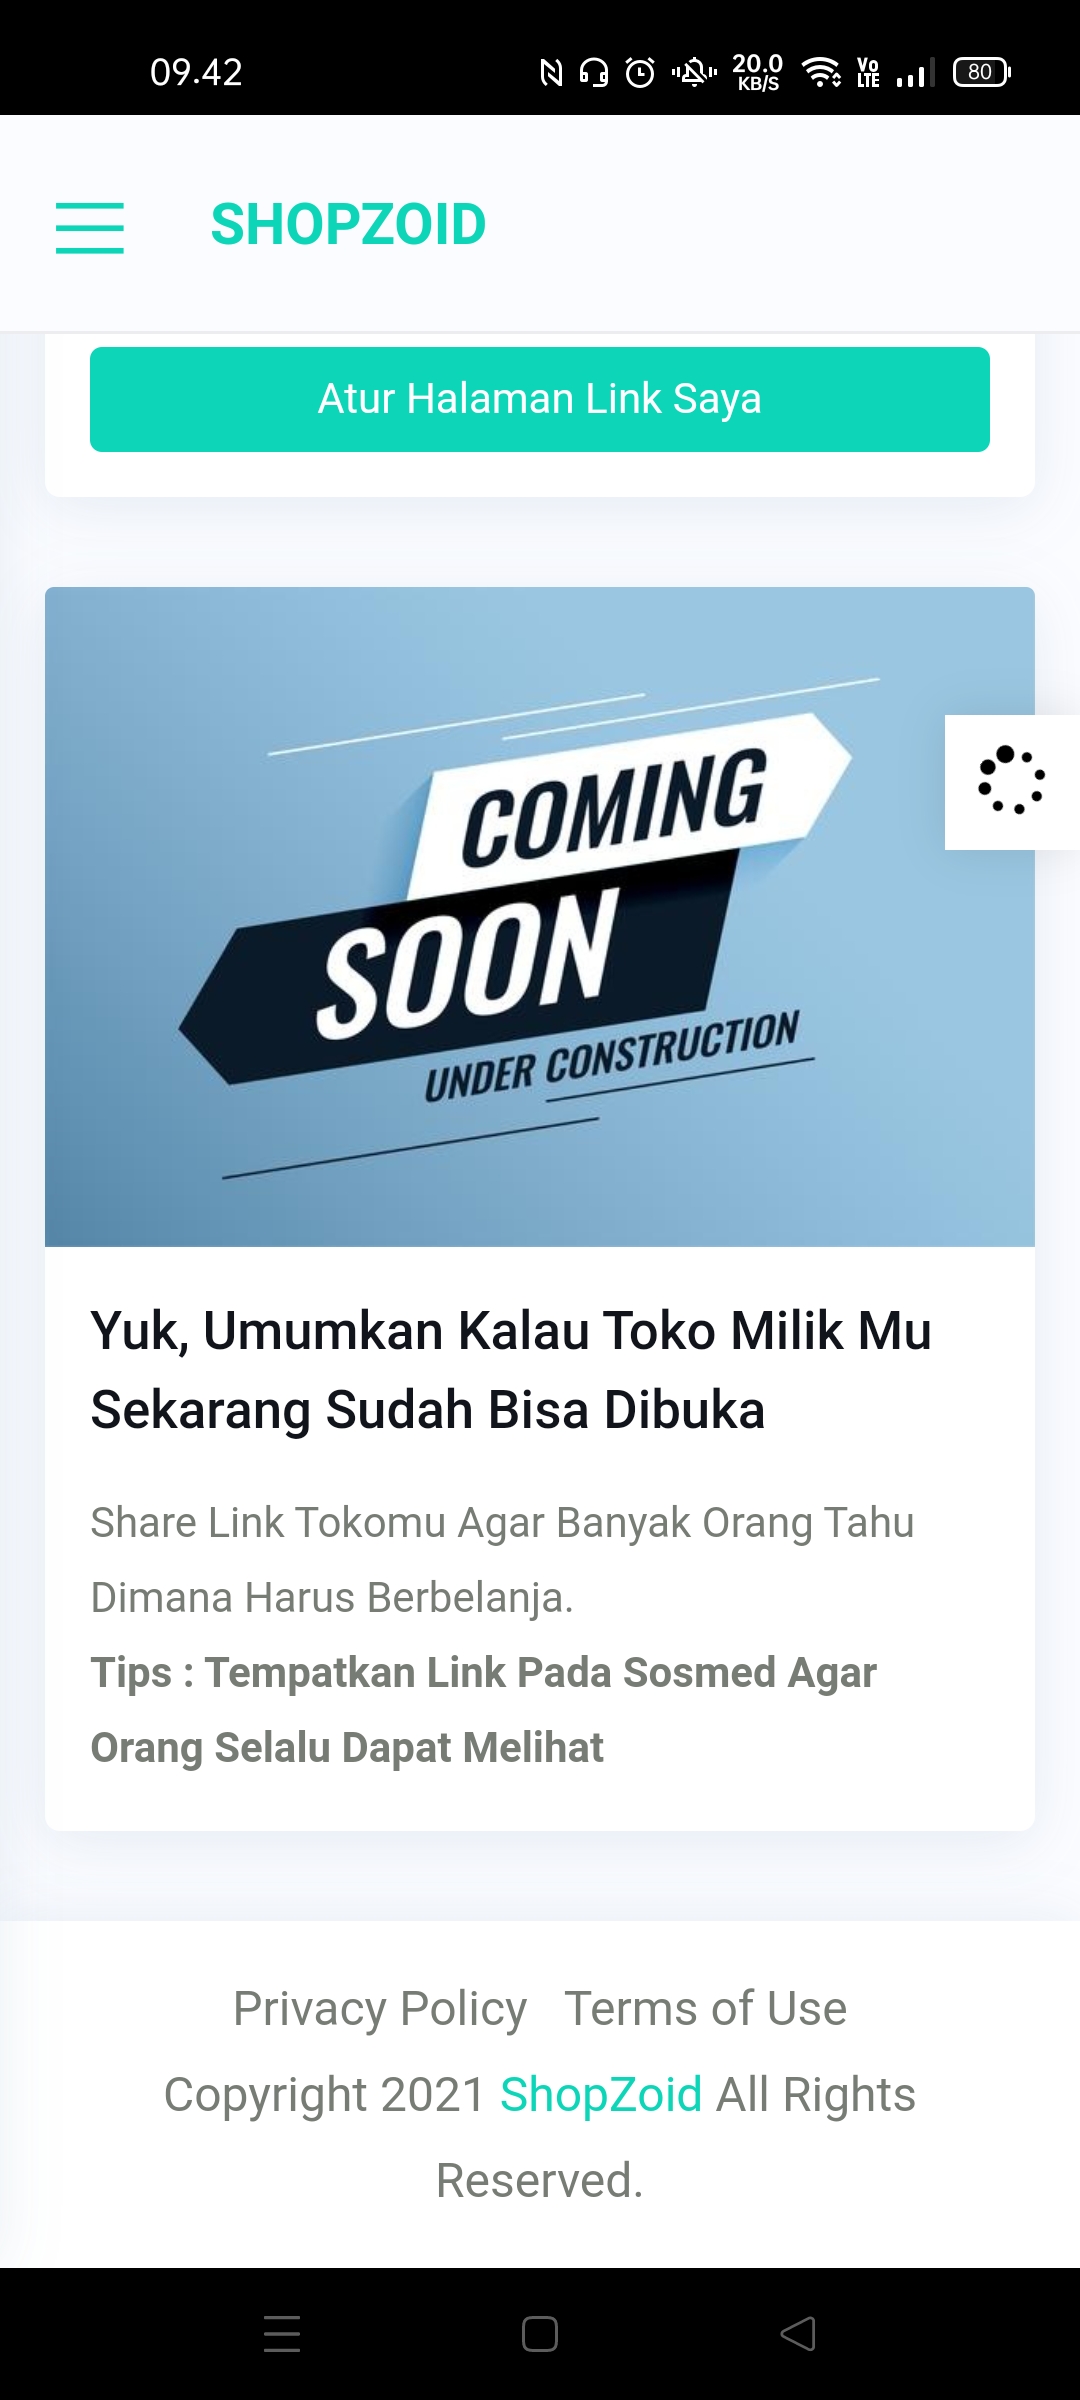 09.42
20.0
KB/S
Vo
LTE
80
SHOPZOID
Atur Halaman Link Saya
COMING
SOON
UNDER CONSTRUCTION
Yuk, Umumkan Kalau Toko Milik Mu
Sekarang Sudah Bisa Dibuka
Share Link Tokomu Agar Banyak Orang Tahu
Dimana Harus Berbelanja.
Tips : Tempatkan Link Pada Sosmed Agar
Orang Selalu Dapat Melihat
Privacy Policy Terms of Use
Copyright 2021 ShopZoid All Rights
Reserved.